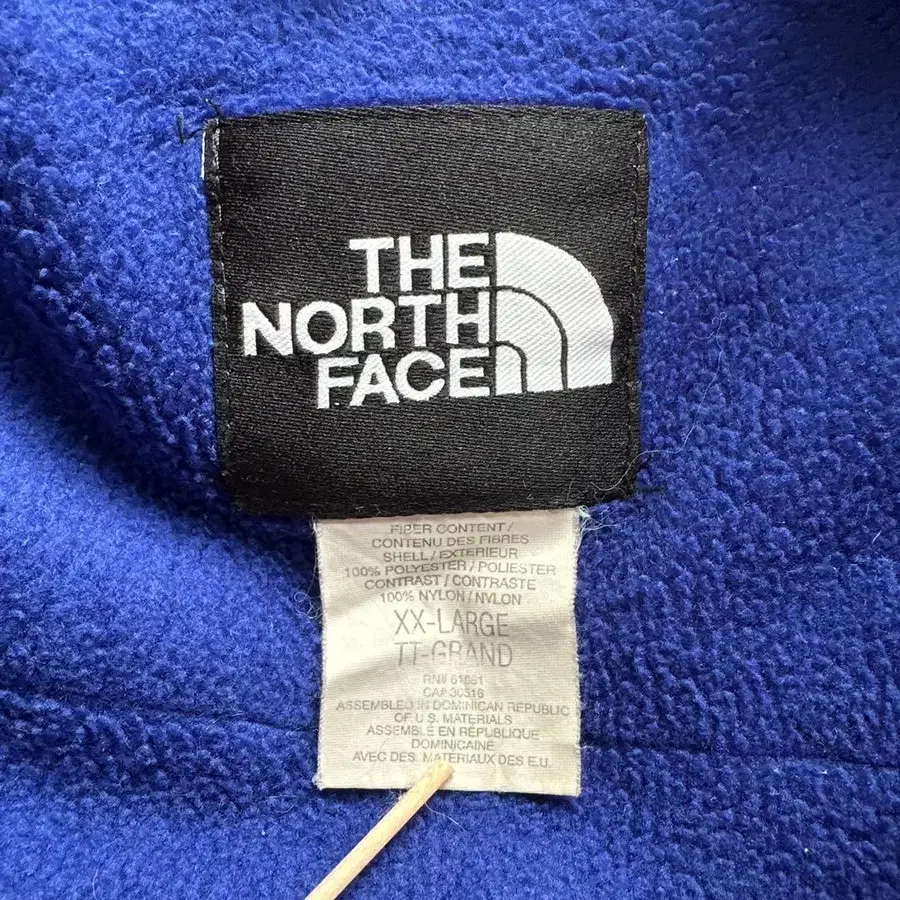 THE
NORTH
FACE
FIBER CONTENT/
CONTENU DES FIBRES
SHELL/EXTERIEUR
100% POLYESTER/POLIESTER
CONTRAST/CONTRASTE
100% NYLON/NYLON
XX-LARGE
TT-GRAND
RN# 61661
CA# 30516
ASSEMBLED IN DOMINICAN REPUBLIC
OF U.S. MATERIALS
ASSEMBLE EN RÉPUBLIQUE
DOMINICAINE
AVEC DES MATERIAUX DES E.U.